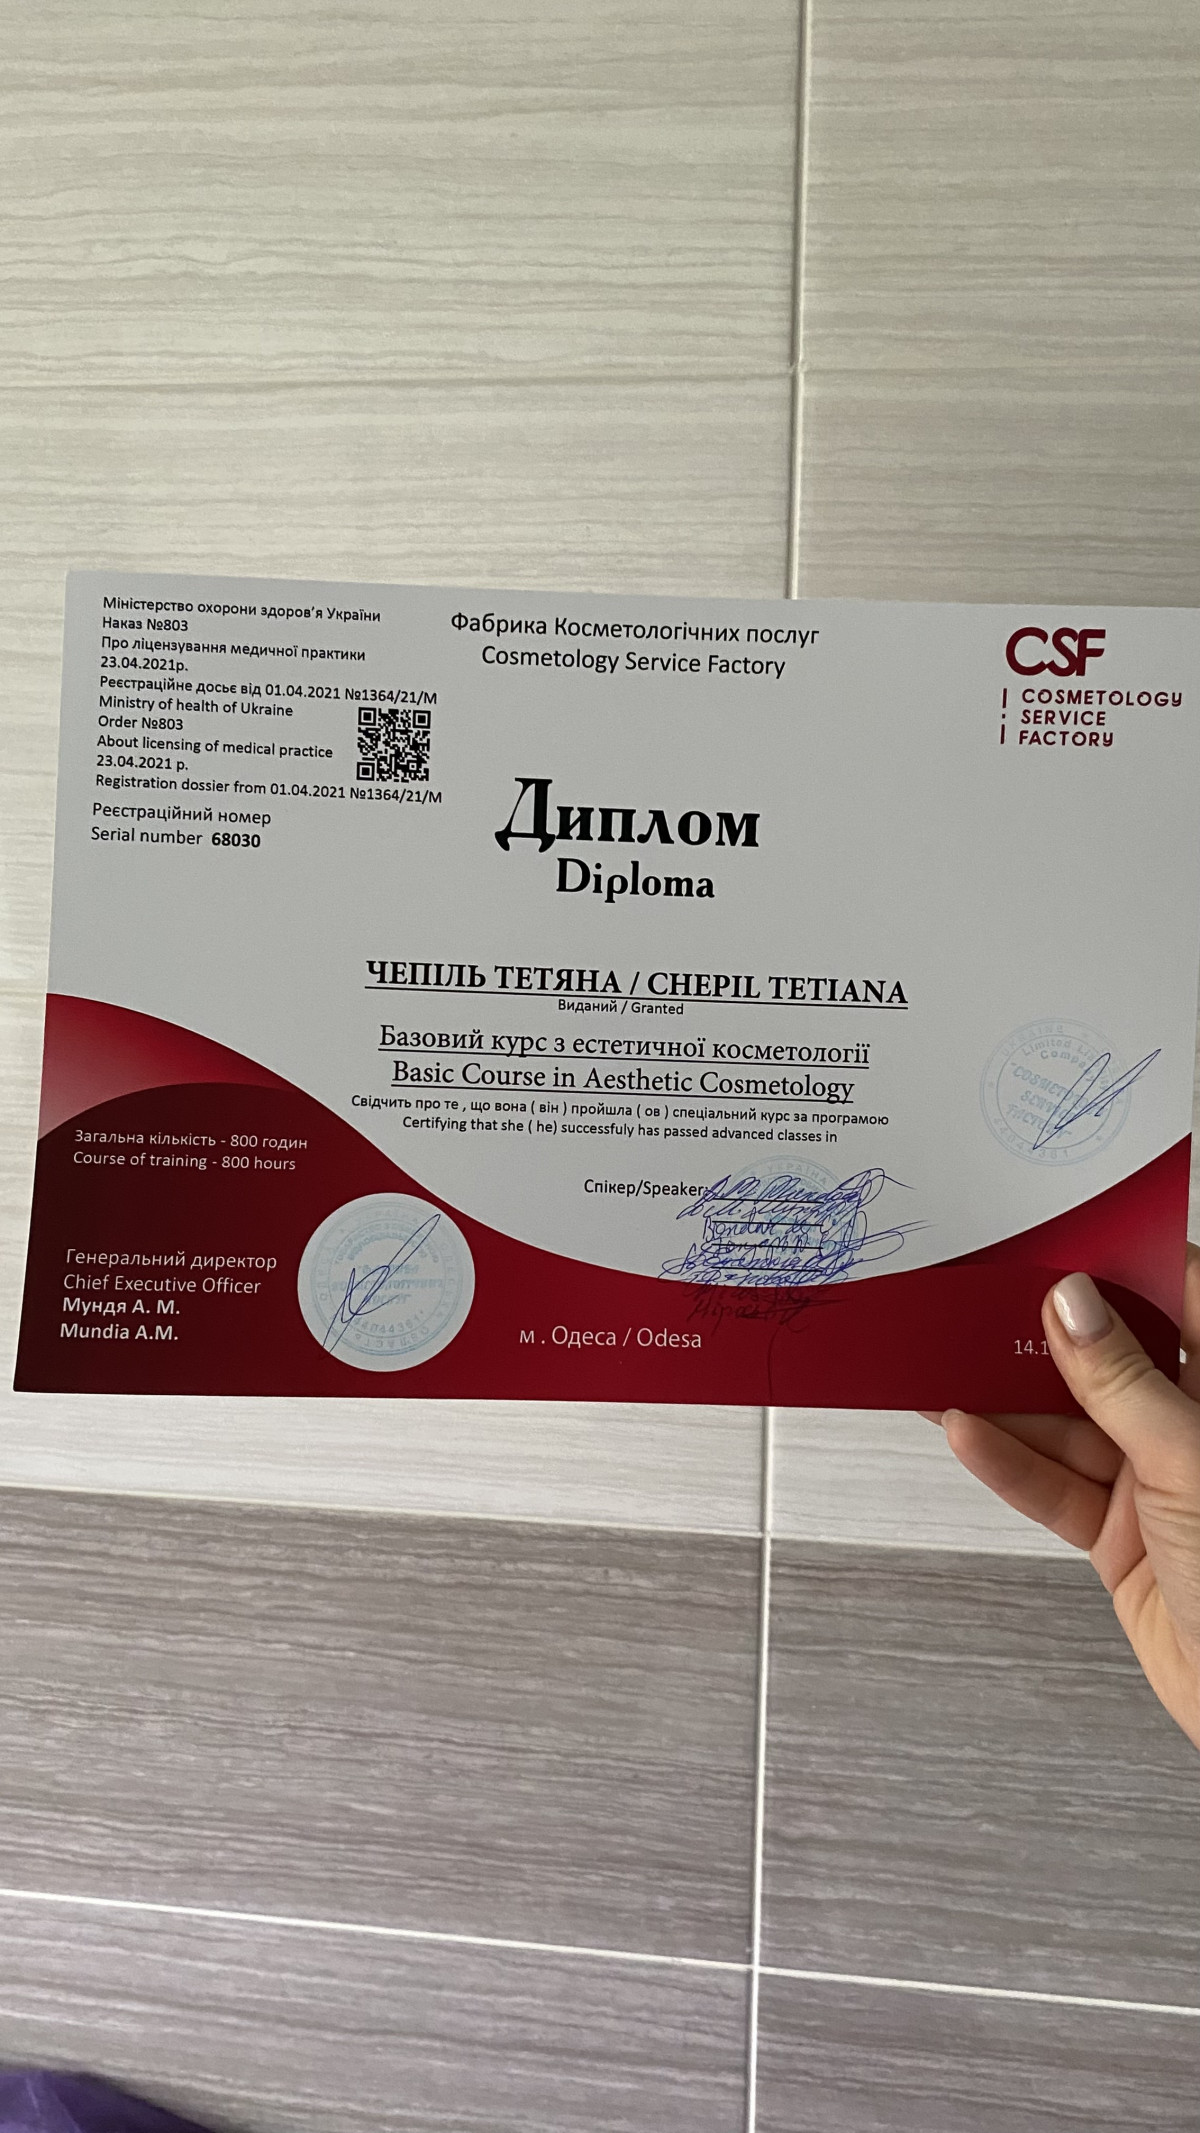 Міністерство охорони здоров'я України
Наказ №803
Про ліцензування медичної практики
23.04.2021р.
Реєстраційне досьє від 01.04.2021 №1364/21/М
Ministry of health of Ukraine
Order №803
About licensing of medical practice
23.04.2021 р.
Registration dossier from 01.04.2021 №1364/21/М
Реєстраційний номер
Serial number 68030
Фабрика Косметологічних послуг
Cosmetology Service Factory
CSF
COSMETOLOGY
SERVICE
FACTORY
Диплом
Diploma
ЧЕПІЛЬ ТЕТЯНА / CHEPIL TETIANA
Виданий / Granted
Базовий курс з естетичної косметології
Basic Course in Aesthetic Cosmetology
Свідчить про те , що вона ( він ) пройшла ( ов ) спеціальний курс за програмою
Certifying that she ( he) successfuly has passed advanced classes in
Загальна кількість - 800 годин
Course of training - 800 hours
Спікер/Speaker:
Генеральний директор
Chief Executive Officer
Мундя А. М.
Mundia A.M.
м . Одеса / Odesa
14.1